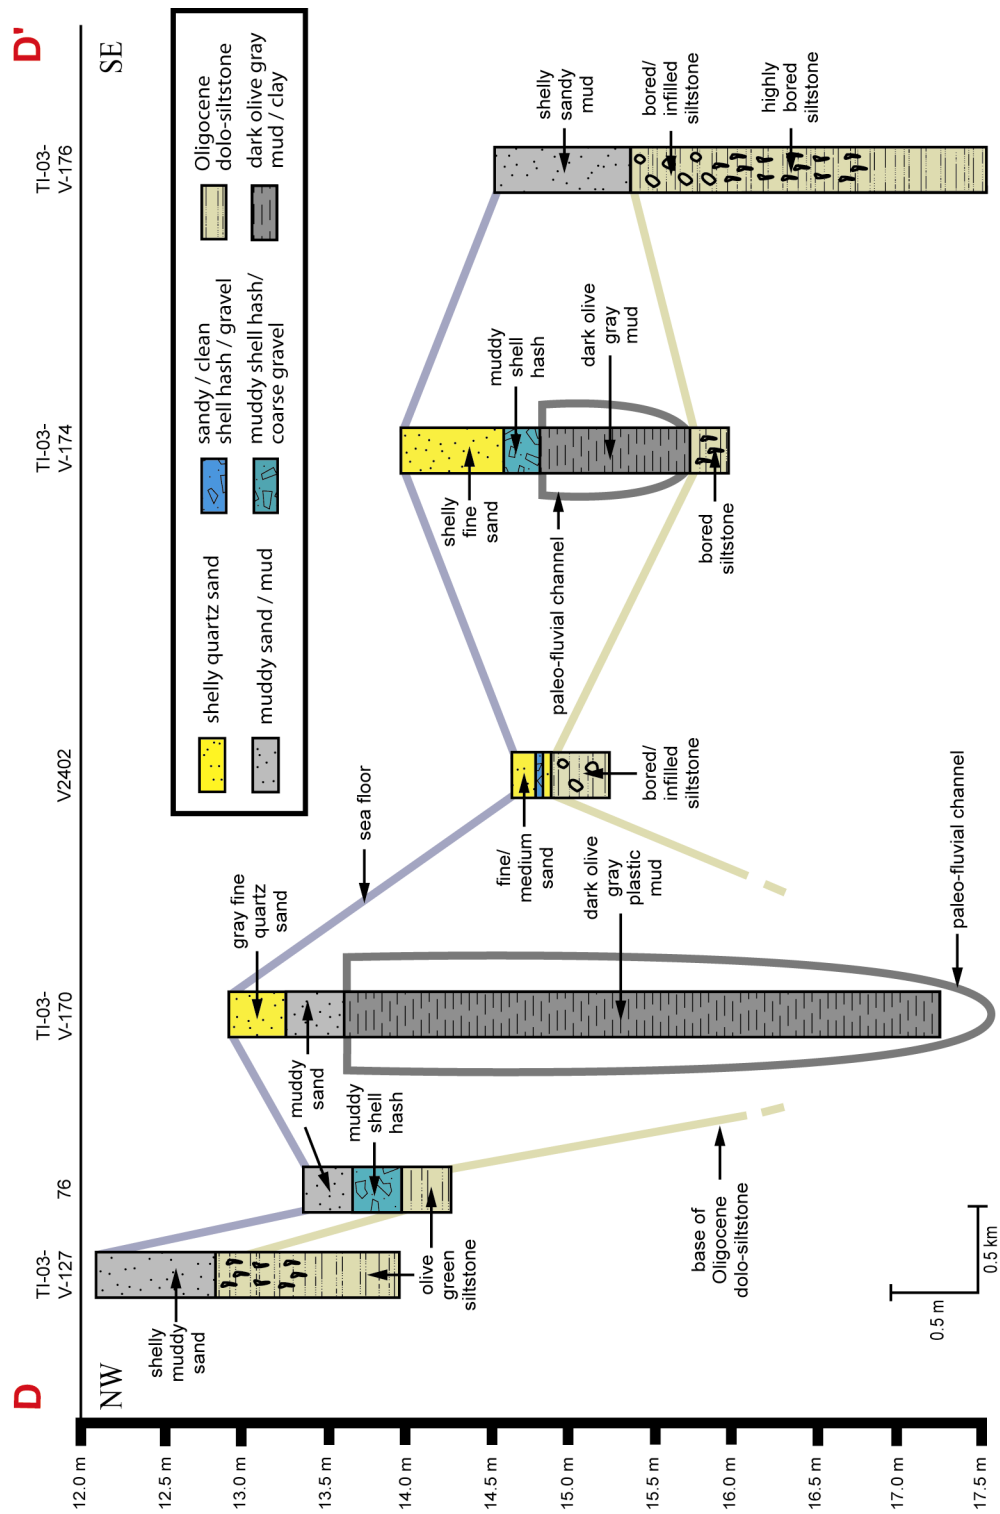 D
D'
NW
SE
TI-03-
V-127
76
TI-03-
V-170
V2402
TI-03-
V-174
TI-03-
V-176
shelly quartz sand
muddy sand / mud
sandy / clean
shell hash / gravel
muddy shell hash/
coarse gravel
Oligocene
dolo-siltstone
dark olive gray
mud / clay
12.0 m
12.5 m
13.0 m
13.5 m
14.0 m
14.5 m
15.0 m
15.5 m
16.0 m
16.5 m
17.0 m
17.5 m
shelly
muddy
sand
olive
green
siltstone
muddy
sand
muddy
shell
hash
gray fine
quartz
sand
sea floor
dark olive
gray
plastic
mud
paleo-fluvial channel
base of
Oligocene
dolo-siltstone
fine/
medium
sand
bored/
infilled
siltstone
shelly
fine
sand
muddy
shell
hash
dark olive
gray
mud
paleo-fluvial channel
bored
siltstone
shelly
sandy
mud
bored/
infilled
siltstone
highly
bored
siltstone
0.5 m
0.5 km